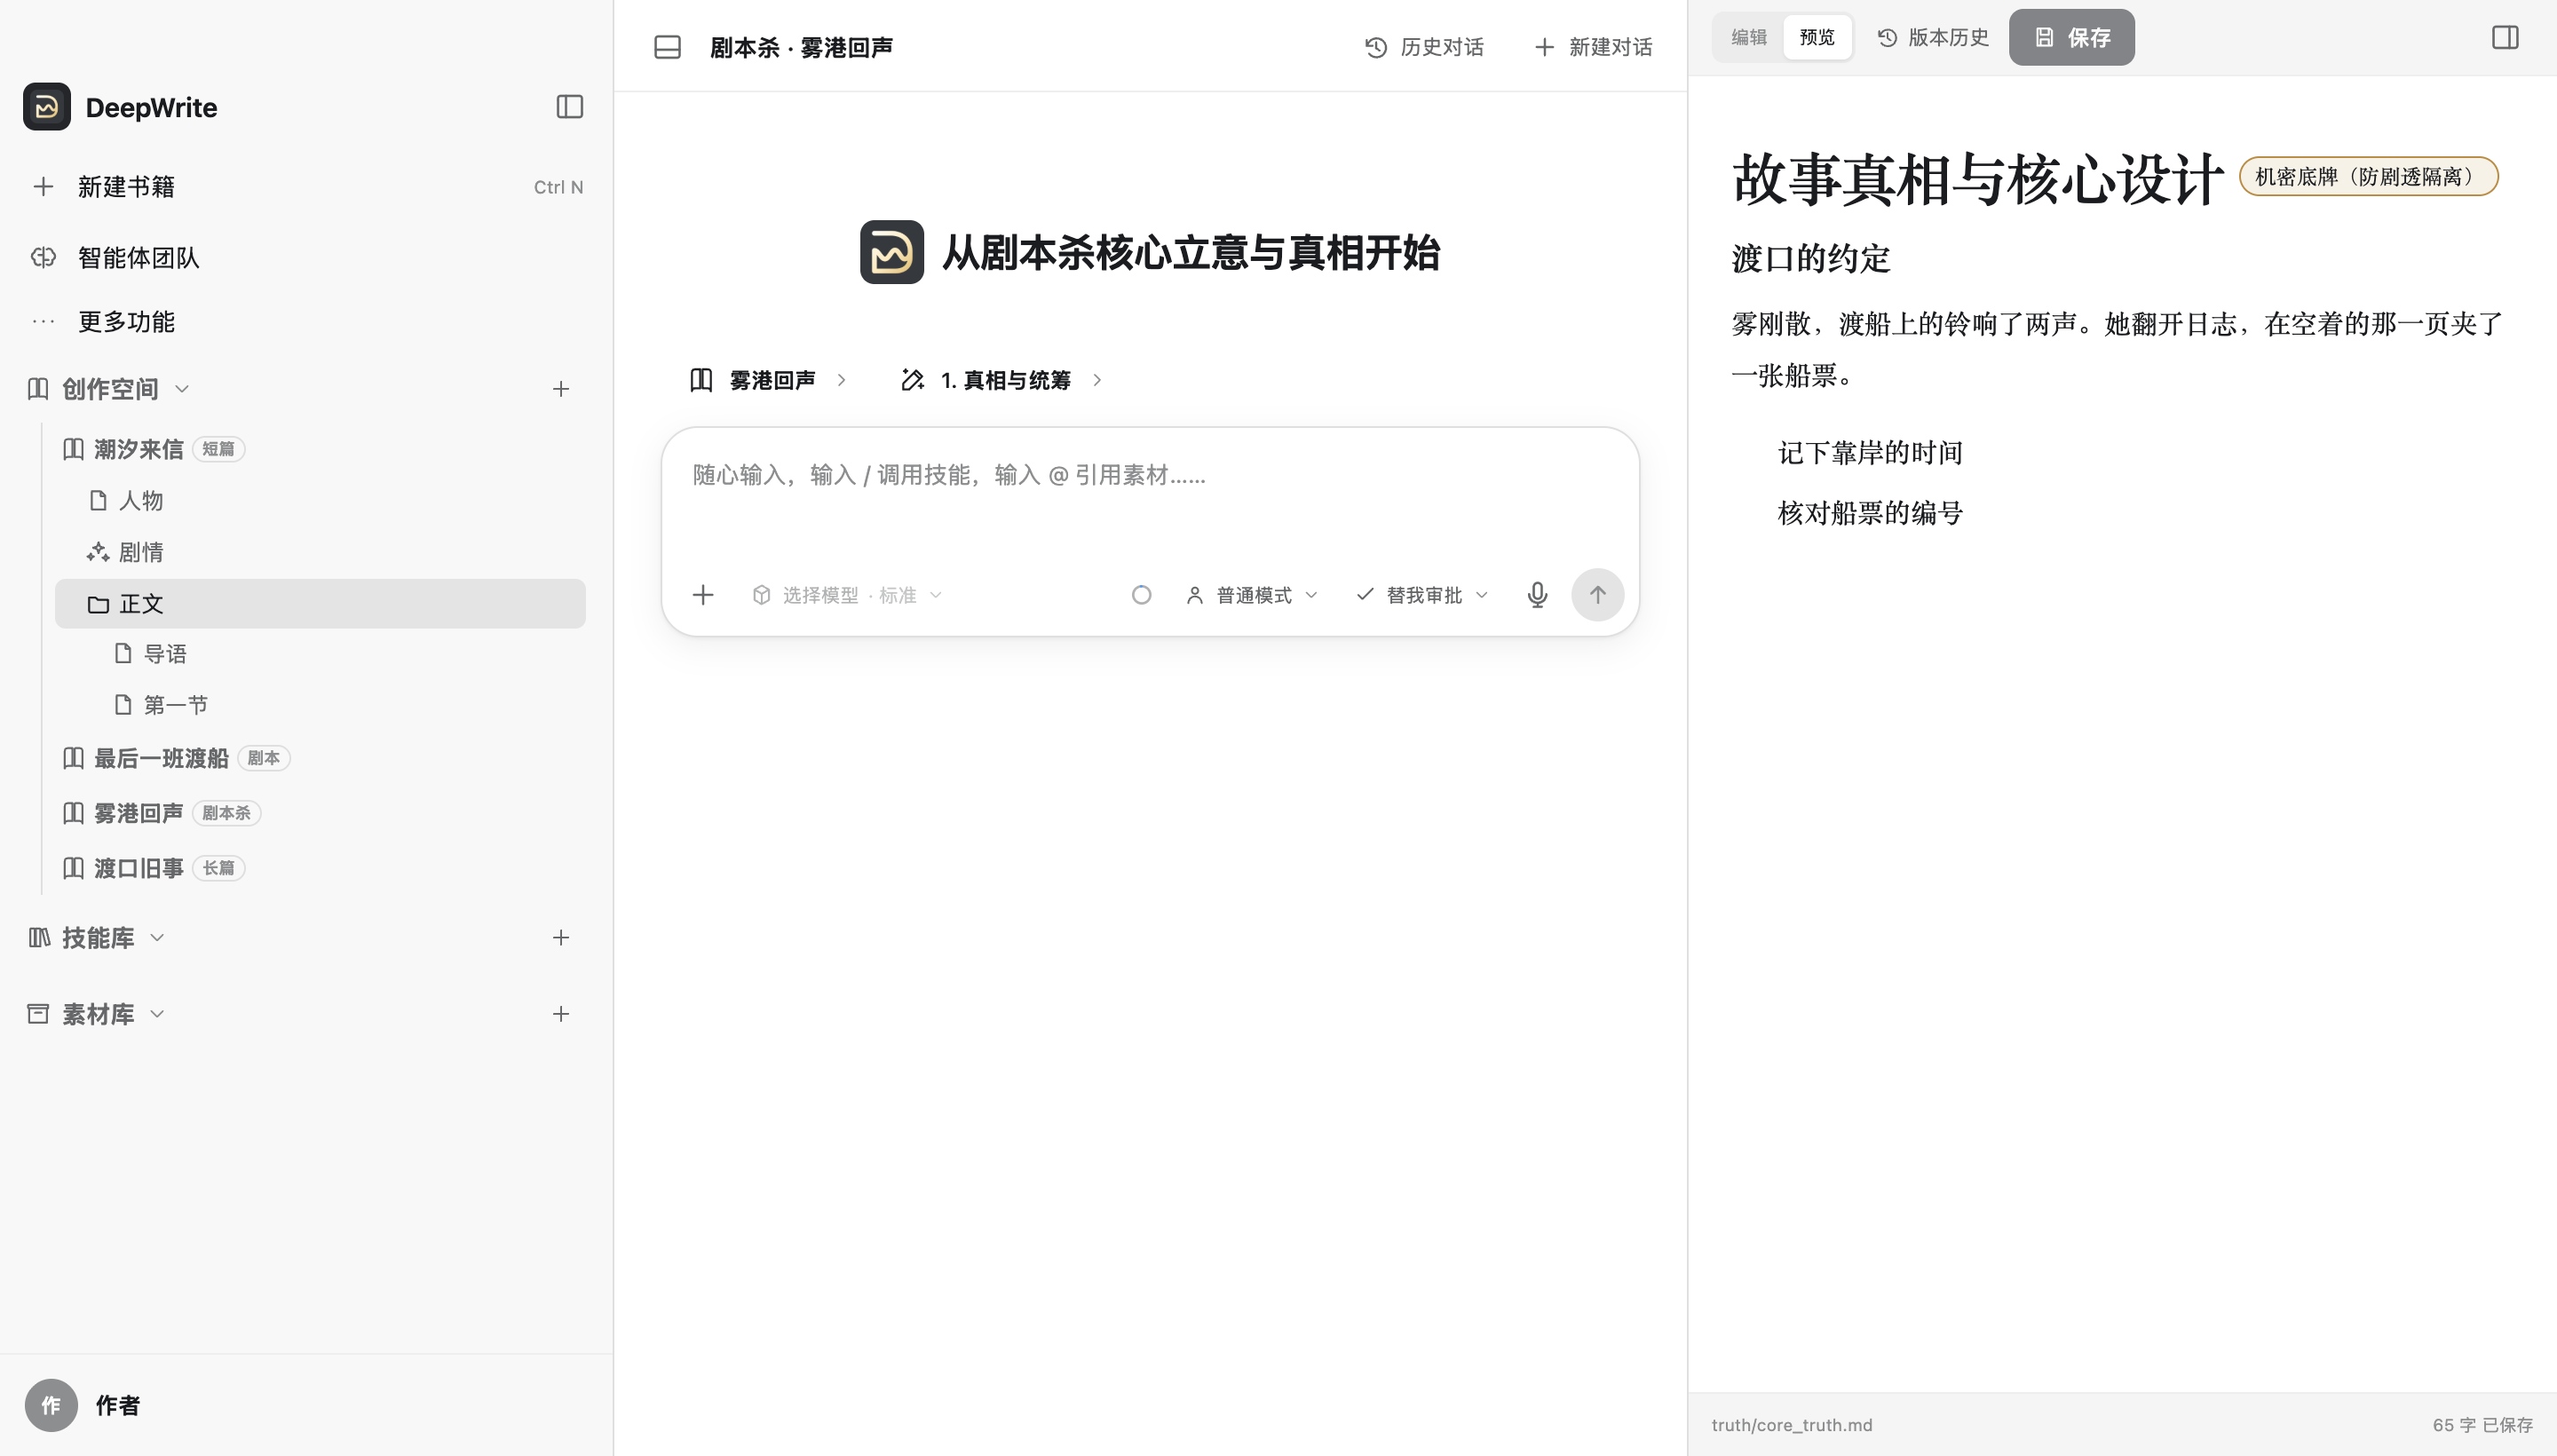 DeepWrite
新建书籍
Ctrl N
智能体团队
更多功能
创作空间
潮汐来信
短篇
人物
剧情
正文
导语
第一节
最后一班渡船
剧本
雾港回声
剧本杀
渡口旧事
长篇
技能库
素材库
作
作者
剧本杀 · 雾港回声
历史对话
新建对话
从剧本杀核心立意与真相开始
雾港回声
1. 真相与统筹
随心输入，输入 / 调用技能，输入 @ 引用素材……
选择模型 · 标准
普通模式
替我审批
编辑
预览
版本历史
保存
故事真相与核心设计
机密底牌（防剧透隔离）
渡口的约定
雾刚散，渡船上的铃响了两声。她翻开日志，在空着的那一页夹了
一张船票。
记下靠岸的时间
核对船票的编号
truth/core_truth.md
65 字 已保存